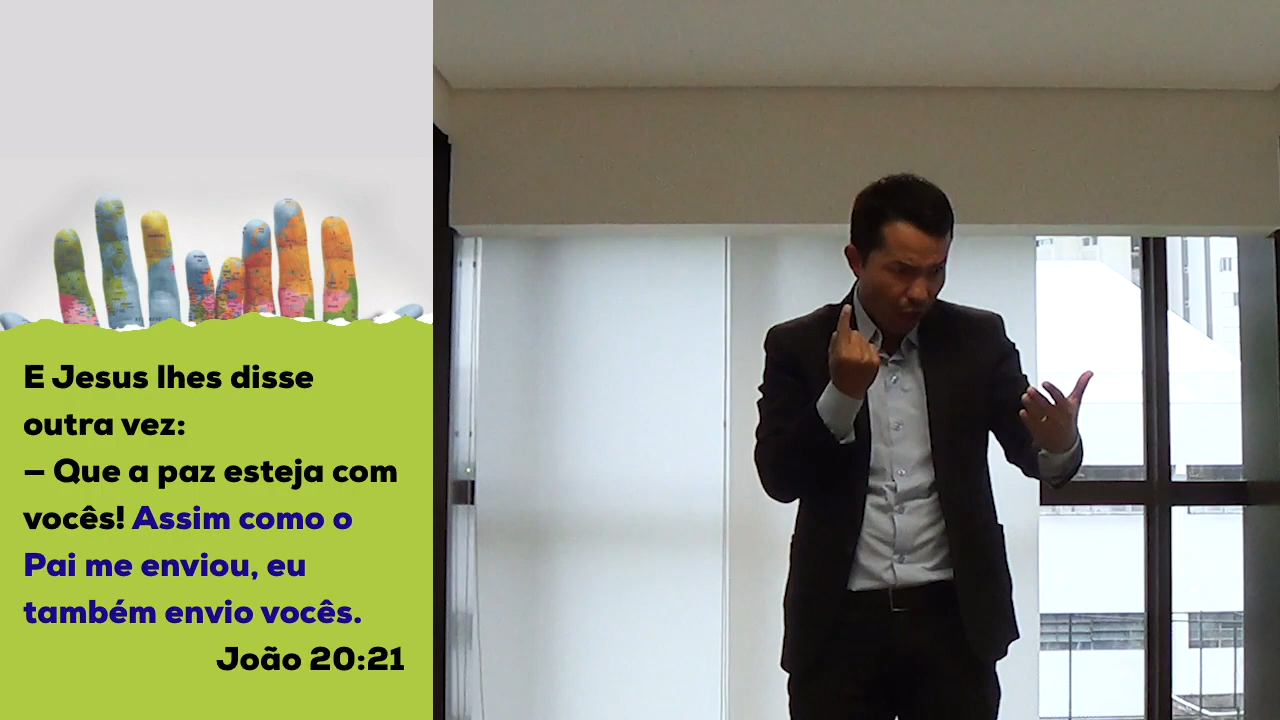 E Jesus lhes disse
outra vez:
– Que a paz esteja com
vocês! Assim como o
Pai me enviou, eu
também envio vocês.
João 20:21